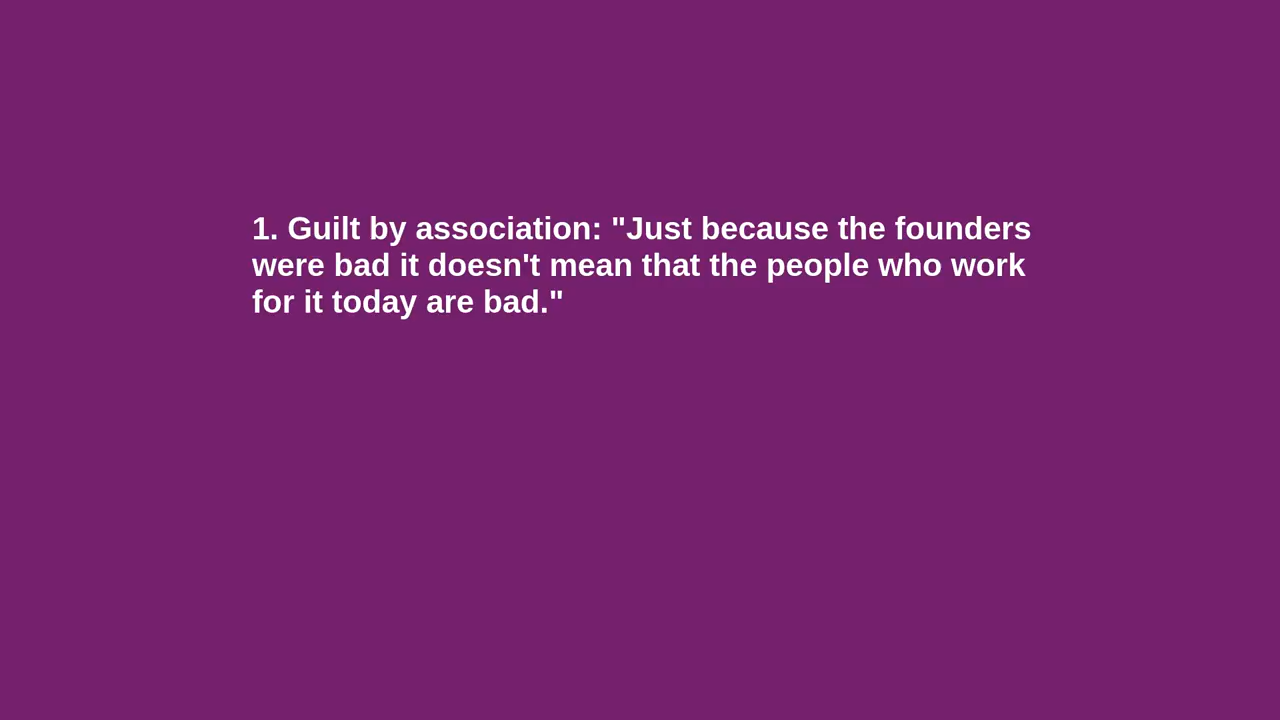 1. Guilt by association: "Just because the founders
were bad it doesn't mean that the people who work
for it today are bad."